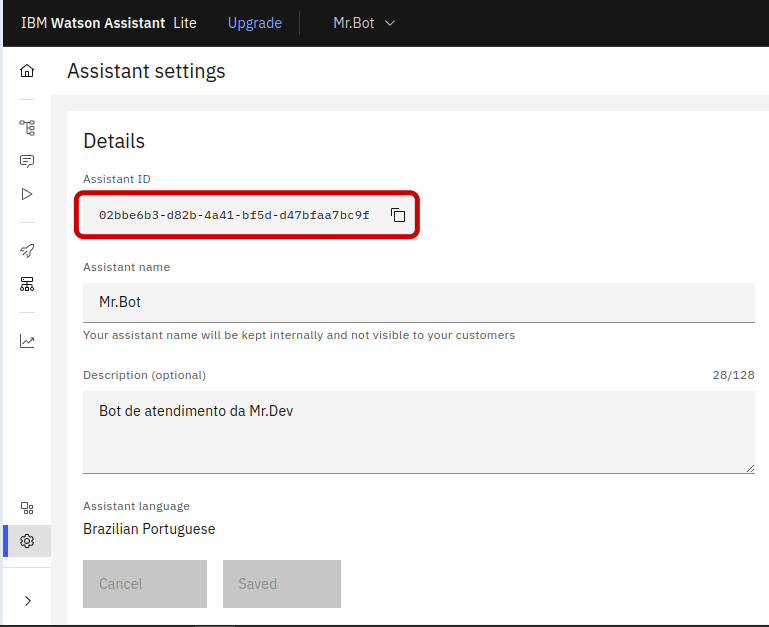 IBM Watson Assistant Lite Upgrade Mr.Bot
Assistant settings
Details
Assistant ID
02bbe6b3-d82b-4a41-bf5d-d47bfaa7bc9f
Assistant name
Mr.Bot
Your assistant name will be kept internally and not visible to your customers
Description (optional) 28/128
Bot de atendimento da Mr.Dev
Assistant language
Brazilian Portuguese
Cancel Saved